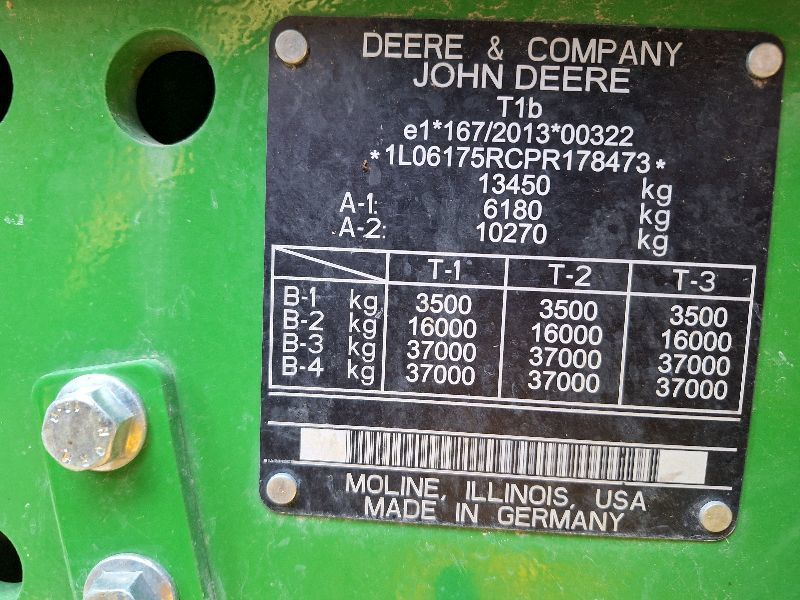 DEERE & COMPANY
JOHN DEERE
T1b
e1*167/2013*00322
*1L06175RCPR178473*
13450 kg
A-1: 6180 kg
A-2: 10270 kg
T-1 T-2 T-3
B-1 kg 3500 3500 3500
B-2 kg 16000 16000 16000
B-3 kg 37000 37000 37000
B-4 kg 37000 37000 37000
MOLINE, ILLINOIS, USA
MADE IN GERMANY